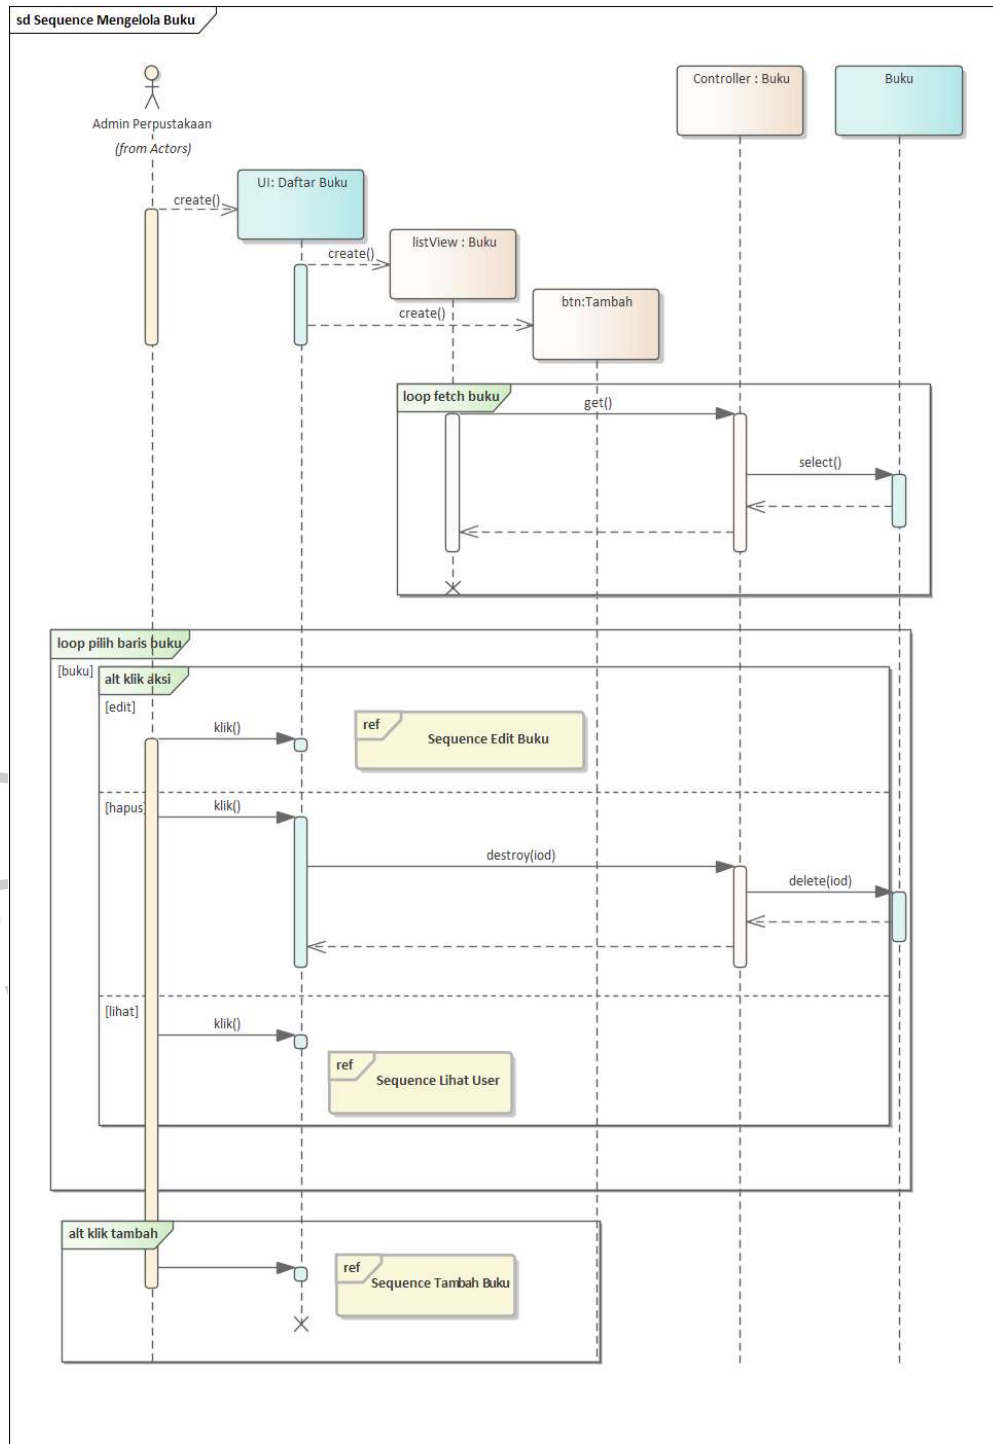 sd Sequence Mengelola Buku
Admin Perpustakaan
(from Actors)
Controller : Buku
Buku
UI: Daftar Buku
create()
listView : Buku
create()
btn:Tambah
create()
loop fetch buku
get()
select()
loop pilih baris buku
[buku]
alt klik aksi
[edit]
klik()
ref
Sequence Edit Buku
[hapus]
klik()
destroy(iod)
delete(iod)
[lihat]
klik()
ref
Sequence Lihat User
alt klik tambah
ref
Sequence Tambah Buku